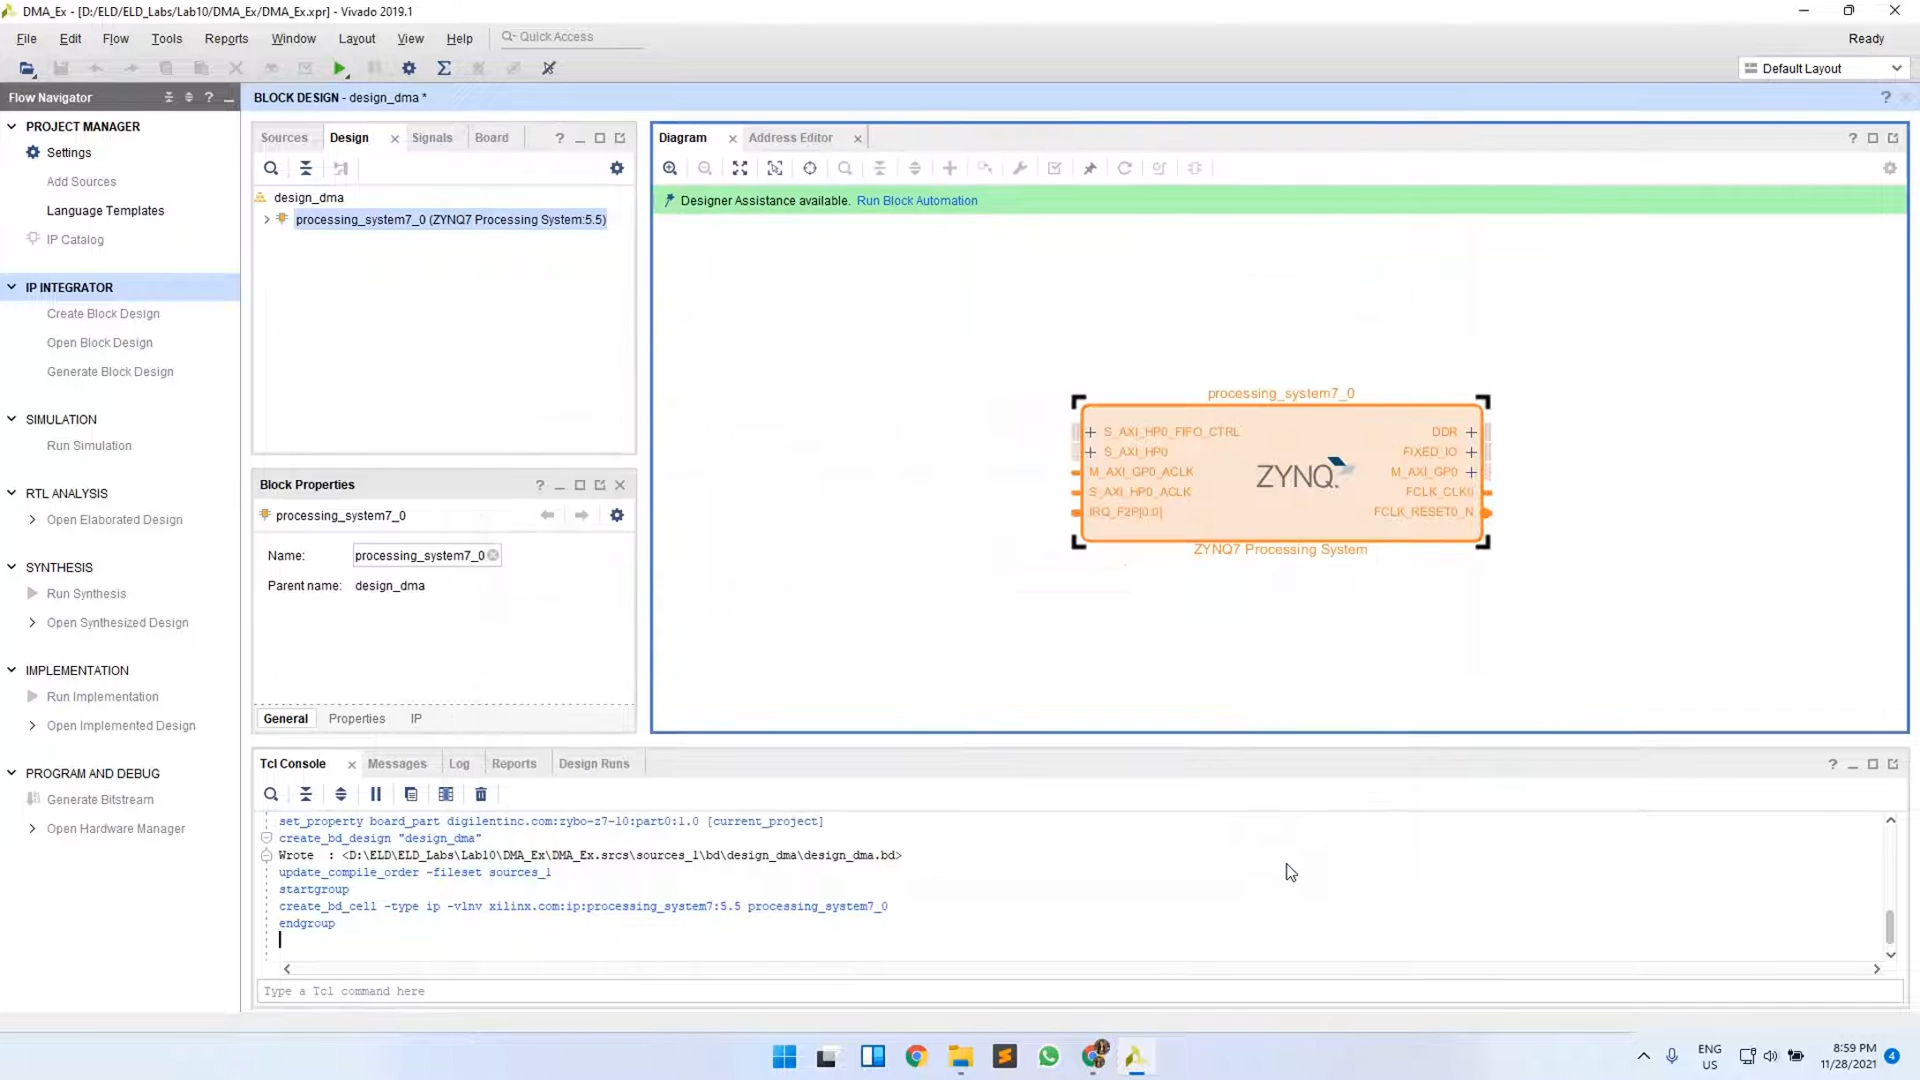 DMA_Ex - [D:/ELD/ELD_Labs/Lab10/DMA_Ex/DMA_Ex.xpr] - Vivado 2019.1
File Edit Flow Tools Reports Window Layout View Help Quick Access Ready
Default Layout
Flow Navigator
PROJECT MANAGER
Settings
Add Sources
Language Templates
IP Catalog
IP INTEGRATOR
Create Block Design
Open Block Design
Generate Block Design
SIMULATION
Run Simulation
RTL ANALYSIS
Open Elaborated Design
SYNTHESIS
Run Synthesis
Open Synthesized Design
IMPLEMENTATION
Run Implementation
Open Implemented Design
PROGRAM AND DEBUG
Generate Bitstream
Open Hardware Manager
BLOCK DESIGN - design_dma *
Sources Design Signals Board
design_dma
processing_system7_0 (ZYNQ7 Processing System:5.5)
Block Properties
processing_system7_0
Name: processing_system7_0
Parent name: design_dma
General Properties IP
Diagram Address Editor
Designer Assistance available. Run Block Automation
processing_system7_0
S_AXI_HP0_FIFO_CTRL
S_AXI_HP0
M_AXI_GP0_ACLK
S_AXI_HP0_ACLK
IRQ_F2P[0:0]
ZYNQ
DDR
FIXED_IO
M_AXI_GP0
FCLK_CLK0
FCLK_RESET0_N
ZYNQ7 Processing System
Tcl Console Messages Log Reports Design Runs
set_property board_part digilentinc.com:zybo-z7-10:part0:1.0 [current_project]
create_bd_design "design_dma"
Wrote  : <D:\ELD\ELD_Labs\Lab10\DMA_Ex\DMA_Ex.srcs\sources_1\bd\design_dma\design_dma.bd>
update_compile_order -fileset sources_1
startgroup
create_bd_cell -type ip -vlnv xilinx.com:ip:processing_system7:5.5 processing_system7_0
endgroup
Type a Tcl command here
ENG
US
8:59 PM
11/28/2021
4